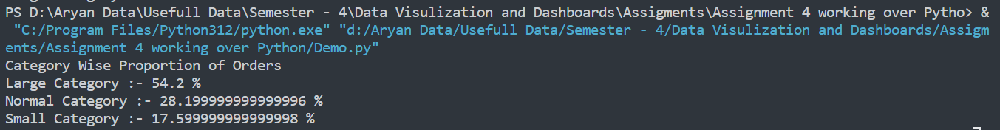 PS D:\Aryan Data\Usefull Data\Semester - 4\Data Visulization and Dashboards\Assigments\Assignment 4 working over Pytho> &
"C:/Program Files/Python312/python.exe" "d:/Aryan Data/Usefull Data/Semester - 4/Data Visulization and Dashboards/Assigm
ents/Assignment 4 working over Python/Demo.py"
Category Wise Proportion of Orders
Large Category :- 54.2 %
Normal Category :- 28.199999999999996 %
Small Category :- 17.599999999999998 %